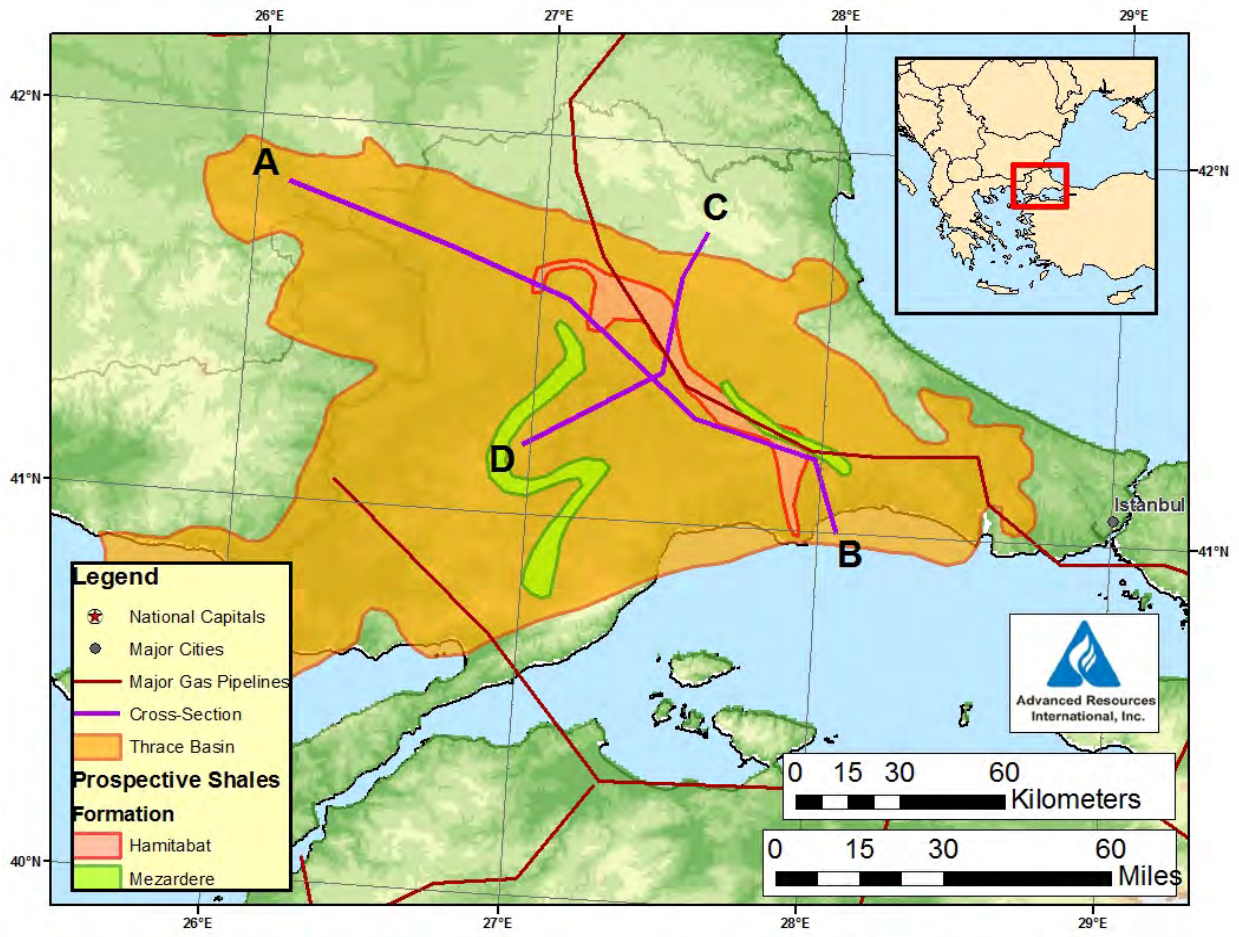 26°E
27°E
28°E
29°E
42°N
42°N
A
C
D
41°N
Istanbul
41°N
B
Legend
National Capitals
Major Cities
Major Gas Pipelines
Cross-Section
Thrace Basin
Prospective Shales
Formation
Hamitabat
Mezardere
Advanced Resources
International, Inc.
0 15 30 60
Kilometers
0 15 30 60
Miles
40°N
26°E
27°E
28°E
29°E